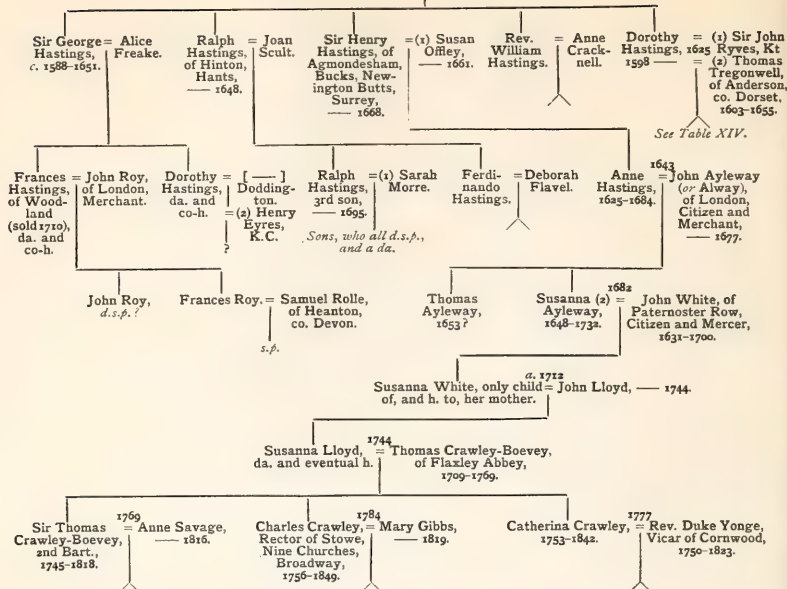 Sir George = Alice
Hastings, Freake.
c. 1588–1651.
Ralph = Joan
Hastings, Scult.
of Hinton,
Hants,
— 1648.
Sir Henry = (1) Susan
Hastings, of Offley,
Agmondesham, — 1661.
Bucks, New-
ington Butts,
Surrey,
— 1668.
Rev. = Anne
William Crack-
Hastings. nell.
Dorothy = (1) Sir John
Hastings, 1625 Ryves, Kt
1598 — = (2) Thomas
Tregonwell,
of Anderson,
co. Dorset,
1603–1655.
See Table XIV.
Frances = John Roy,
Hastings, of London,
of Wood- Merchant.
land
(sold 1710),
da. and
co-h.
Dorothy = [ — ]
Hastings, Dodding-
da. and ton.
co-h. = (2) Henry
Eyres,
K.C.
?
Ralph = (1) Sarah
Hastings, Morre.
3rd son,
— 1695.
Sons, who all d.s.p.,
and a da.
Ferdi- = Deborah
nando Flavel.
Hastings.
1643
Anne = John Ayleway
Hastings, (or Alway),
1625–1684. of London,
Citizen and
Merchant,
— 1677.
John Roy,
d.s.p. ?
Frances Roy. = Samuel Rolle,
of Heanton,
co. Devon.
s.p.
Thomas
Ayleway,
1653 ?
1682
Susanna (2) = John White, of
Ayleway, Paternoster Row,
1648–1732. Citizen and Mercer,
1631–1700.
a. 1712
Susanna White, only child = John Lloyd, — 1744.
of, and h. to, her mother.
1744
Susanna Lloyd, = Thomas Crawley-Boevey,
da. and eventual h. of Flaxley Abbey,
1709–1769.
1769
Sir Thomas = Anne Savage,
Crawley-Boevey, — 1816.
2nd Bart.,
1745–1818.
1784
Charles Crawley, = Mary Gibbs,
Rector of Stowe, — 1819.
Nine Churches,
Broadway,
1756–1849.
1777
Catherina Crawley, = Rev. Duke Yonge,
1753–1842. Vicar of Cornwood,
1750–1823.